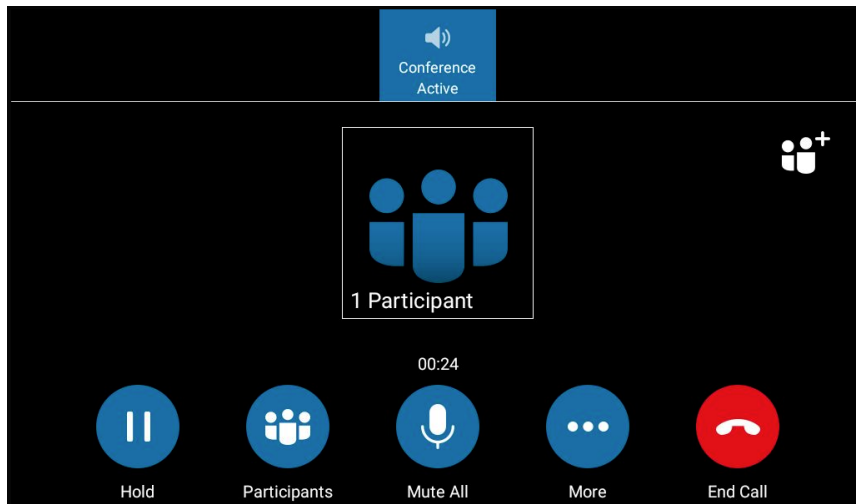 Conference
Active
1 Participant
00:24
Hold
Participants
Mute All
More
End Call